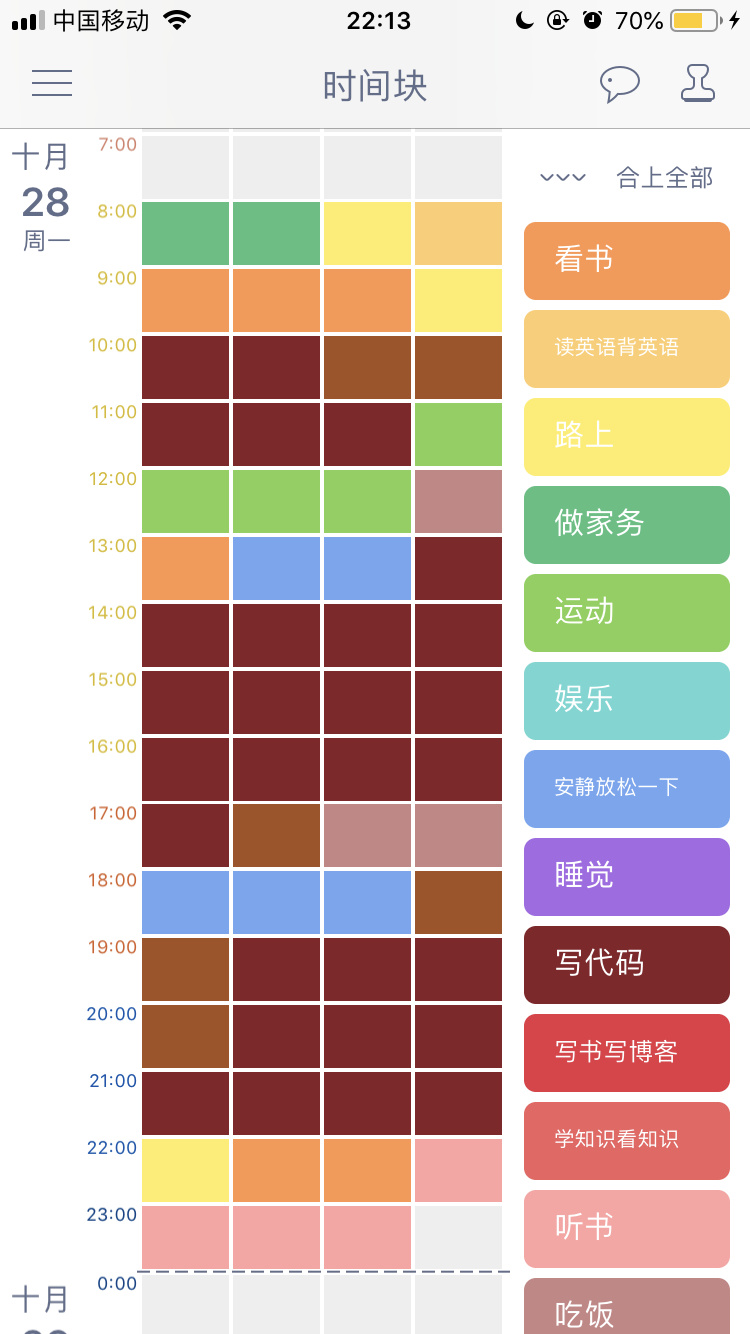 中国移动 22:13 70%
时间块
十月
28
周一
7:00
8:00
9:00
10:00
11:00
12:00
13:00
14:00
15:00
16:00
17:00
18:00
19:00
20:00
21:00
22:00
23:00
0:00
十月
合上全部
看书
读英语背英语
路上
做家务
运动
娱乐
安静放松一下
睡觉
写代码
写书写博客
学知识看知识
听书
吃饭